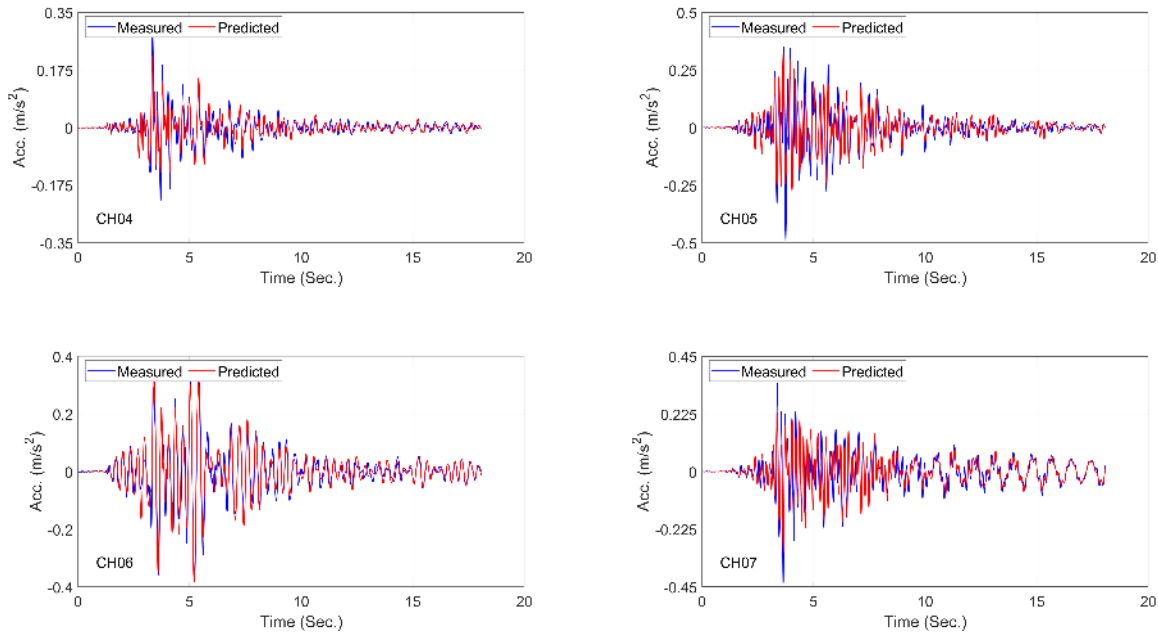 0.35
Measured Predicted
0.175
Acc. (m/s²)
0
-0.175
CH04
-0.35
0 5 10 15 20
Time (Sec.)
0.5
Measured Predicted
0.25
Acc. (m/s²)
0
-0.25
CH05
-0.5
0 5 10 15 20
Time (Sec.)
0.4
Measured Predicted
0.2
Acc. (m/s²)
0
-0.2
CH06
-0.4
0 5 10 15 20
Time (Sec.)
0.45
Measured Predicted
0.225
Acc. (m/s²)
0
-0.225
CH07
-0.45
0 5 10 15 20
Time (Sec.)